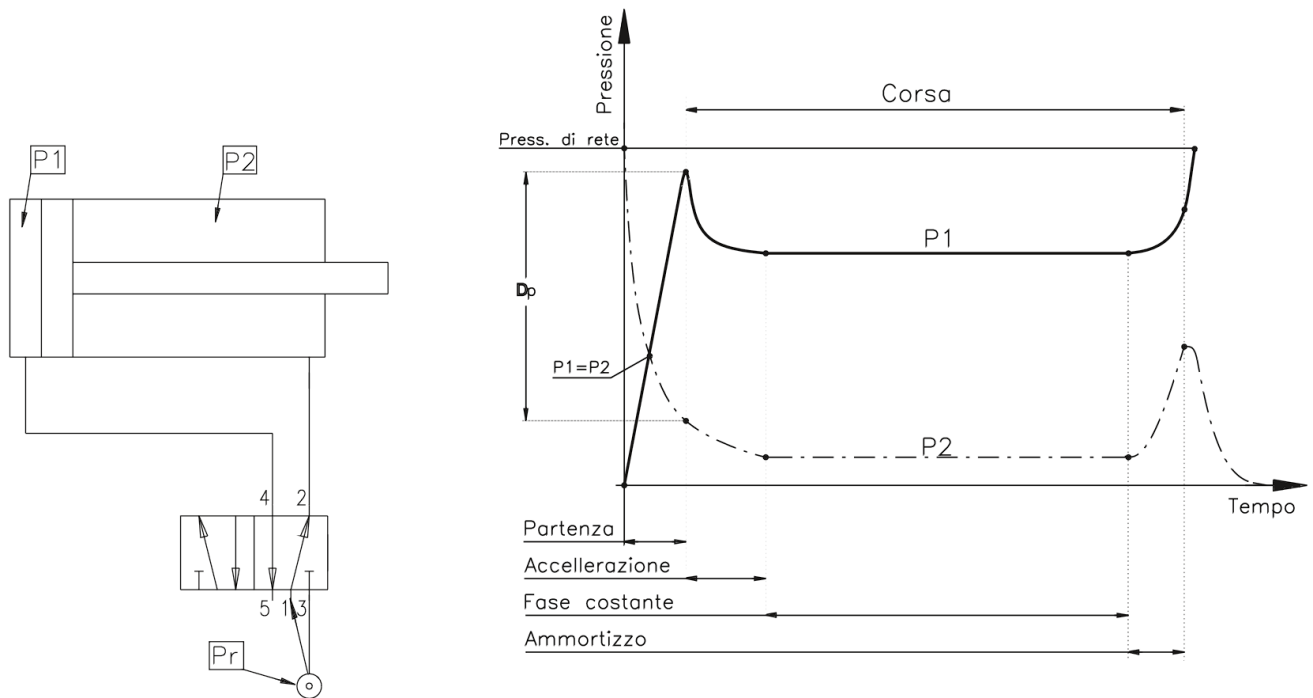 P1
P2
4
2
5
1
3
Pr
Pressione
Corsa
Press. di rete
Dp
P1
P1=P2
P2
Tempo
Partenza
Accellerazione
Fase costante
Ammortizzo